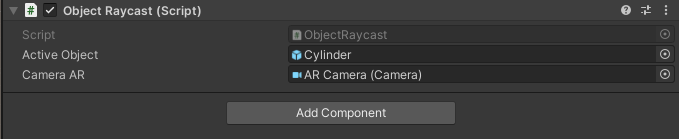 Object Raycast (Script)
Script ObjectRaycast
Active Object Cylinder
Camera AR AR Camera (Camera)
Add Component